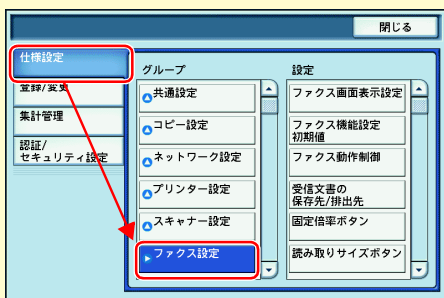 閉じる
仕様設定
登録/変更
集計管理
認証/
セキュリティ設定
グループ
共通設定
コピー設定
ネットワーク設定
プリンター設定
スキャナー設定
ファクス設定
設定
ファクス画面表示設定
ファクス機能設定
初期値
ファクス動作制御
受信文書の
保存先/排出先
固定倍率ボタン
読み取りサイズボタン